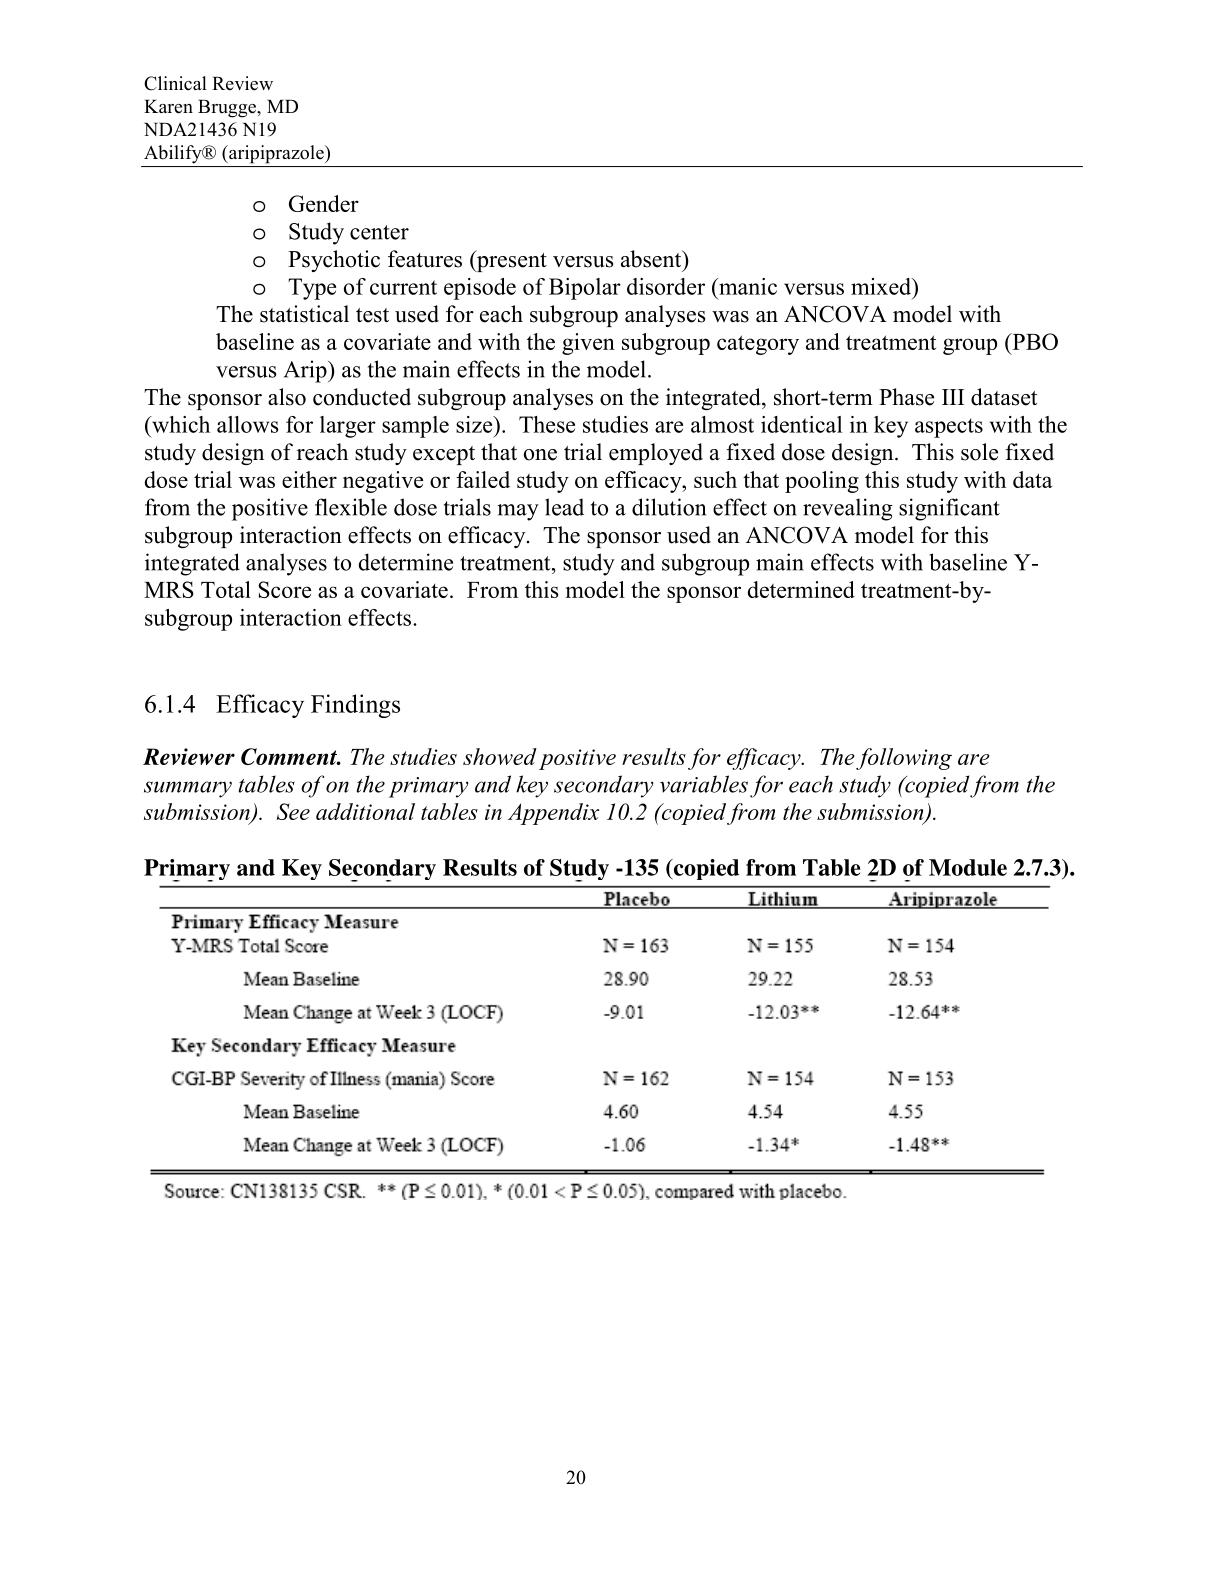 Clinical Review
Karen Brugge, MD
NDA21436 N19
Abilify® (aripiprazole)
o Gender
o Study center
o Psychotic features (present versus absent)
o Type of current episode of Bipolar disorder (manic versus mixed)
The statistical test used for each subgroup analyses was an ANCOVA model with
baseline as a covariate and with the given subgroup category and treatment group (PBO
versus Arip) as the main effects in the model.
The sponsor also conducted subgroup analyses on the integrated, short-term Phase III dataset
(which allows for larger sample size). These studies are almost identical in key aspects with the
study design of reach study except that one trial employed a fixed dose design. This sole fixed
dose trial was either negative or failed study on efficacy, such that pooling this study with data
from the positive flexible dose trials may lead to a dilution effect on revealing significant
subgroup interaction effects on efficacy. The sponsor used an ANCOVA model for this
integrated analyses to determine treatment, study and subgroup main effects with baseline Y-
MRS Total Score as a covariate. From this model the sponsor determined treatment-by-
subgroup interaction effects.
6.1.4 Efficacy Findings
Reviewer Comment. The studies showed positive results for efficacy. The following are
summary tables of on the primary and key secondary variables for each study (copied from the
submission). See additional tables in Appendix 10.2 (copied from the submission).
Primary and Key Secondary Results of Study -135 (copied from Table 2D of Module 2.7.3).
Placebo Lithium Aripiprazole
Primary Efficacy Measure
Y-MRS Total Score N = 163 N = 155 N = 154
Mean Baseline 28.90 29.22 28.53
Mean Change at Week 3 (LOCF) -9.01 -12.03** -12.64**
Key Secondary Efficacy Measure
CGI-BP Severity of Illness (mania) Score N = 162 N = 154 N = 153
Mean Baseline 4.60 4.54 4.55
Mean Change at Week 3 (LOCF) -1.06 -1.34* -1.48**
Source: CN138135 CSR. ** (P ≤ 0.01), * (0.01 < P ≤ 0.05), compared with placebo.
20